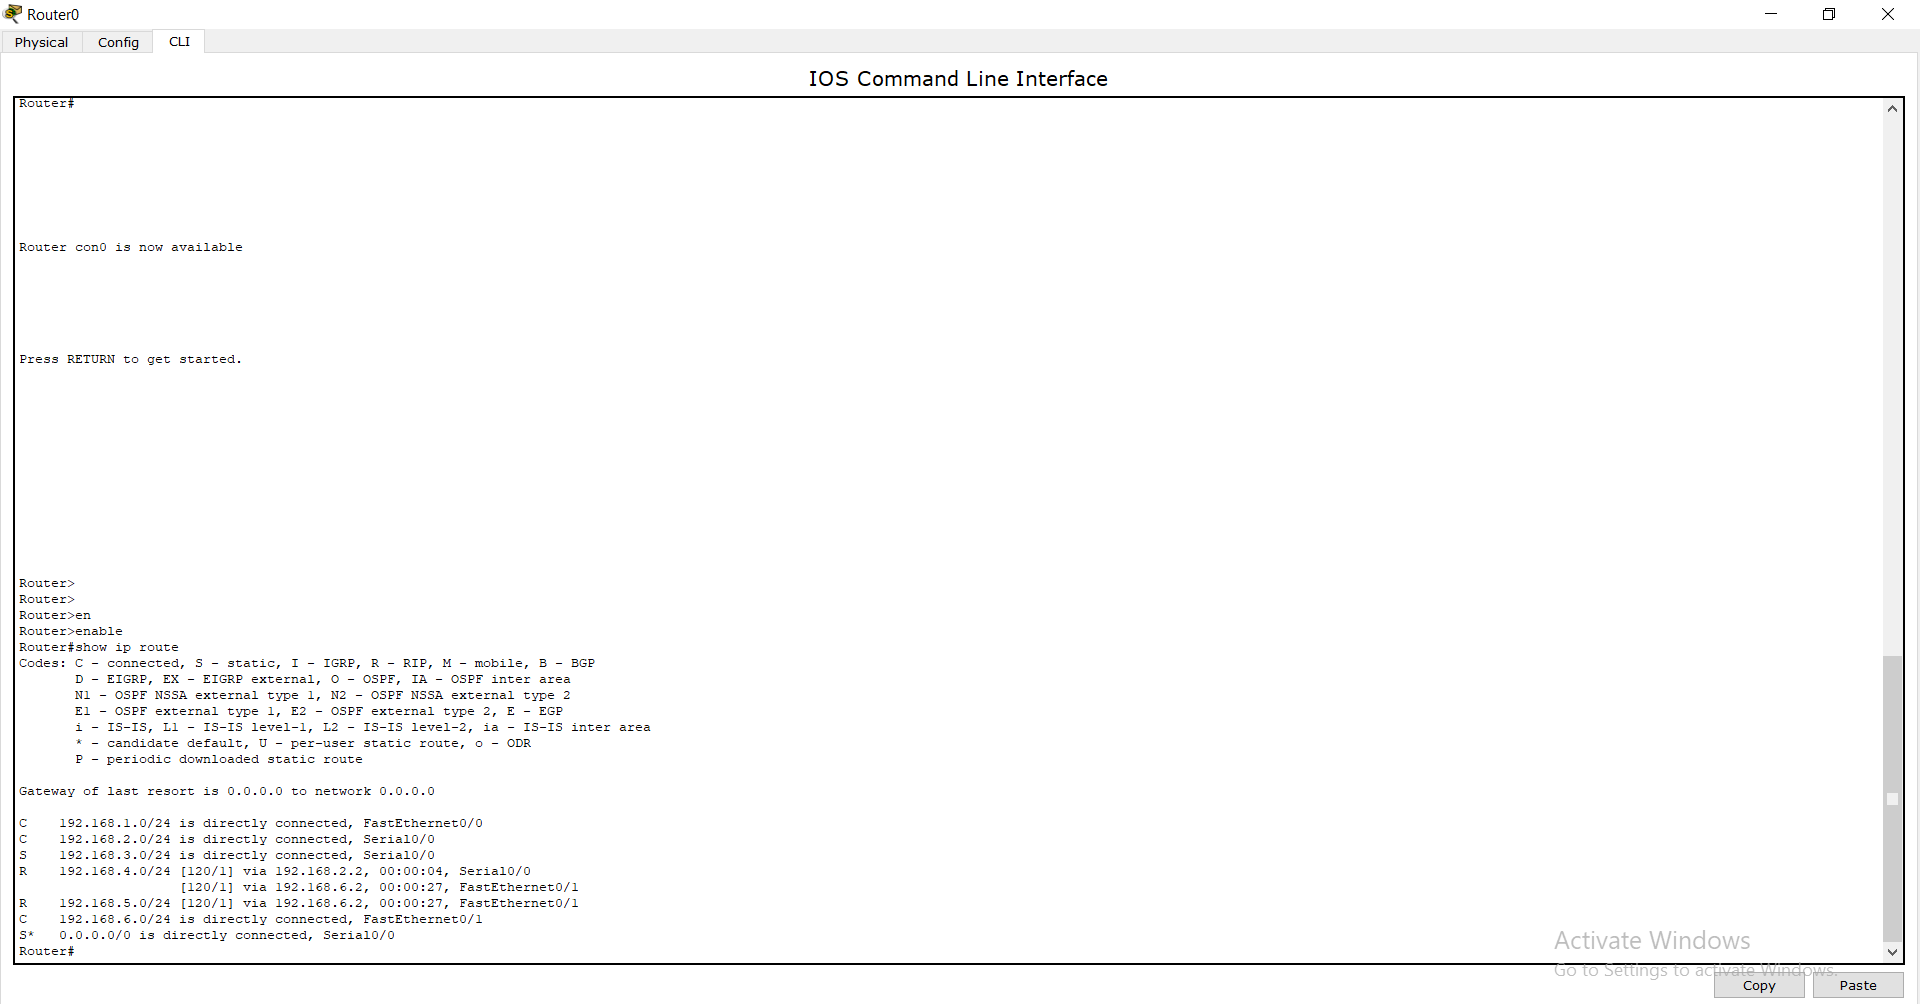 Router0
Physical Config CLI
IOS Command Line Interface
Router#
Router con0 is now available
Press RETURN to get started.
Router>
Router>
Router>en
Router>enable
Router#show ip route
Codes: C - connected, S - static, I - IGRP, R - RIP, M - mobile, B - BGP
       D - EIGRP, EX - EIGRP external, O - OSPF, IA - OSPF inter area
       N1 - OSPF NSSA external type 1, N2 - OSPF NSSA external type 2
       E1 - OSPF external type 1, E2 - OSPF external type 2, E - EGP
       i - IS-IS, L1 - IS-IS level-1, L2 - IS-IS level-2, ia - IS-IS inter area
       * - candidate default, U - per-user static route, o - ODR
       P - periodic downloaded static route
Gateway of last resort is 0.0.0.0 to network 0.0.0.0
C    192.168.1.0/24 is directly connected, FastEthernet0/0
C    192.168.2.0/24 is directly connected, Serial0/0
S    192.168.3.0/24 is directly connected, Serial0/0
R    192.168.4.0/24 [120/1] via 192.168.2.2, 00:00:04, Serial0/0
                    [120/1] via 192.168.6.2, 00:00:27, FastEthernet0/1
R    192.168.5.0/24 [120/1] via 192.168.6.2, 00:00:27, FastEthernet0/1
C    192.168.6.0/24 is directly connected, FastEthernet0/1
S*   0.0.0.0/0 is directly connected, Serial0/0
Router#
Activate Windows
Go to Settings to activate Windows.
Copy Paste